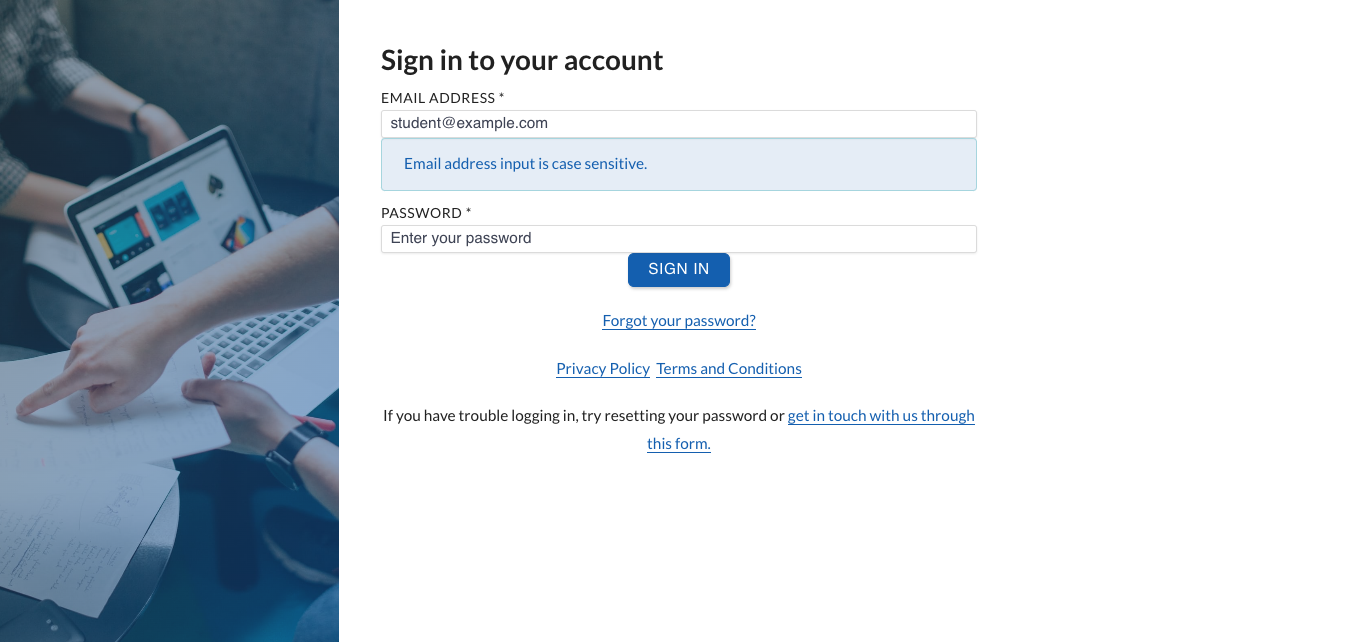 Sign in to your account
EMAIL ADDRESS *
student@example.com
Email address input is case sensitive.
PASSWORD *
Enter your password
SIGN IN
Forgot your password?
Privacy Policy Terms and Conditions
If you have trouble logging in, try resetting your password or get in touch with us through
this form.